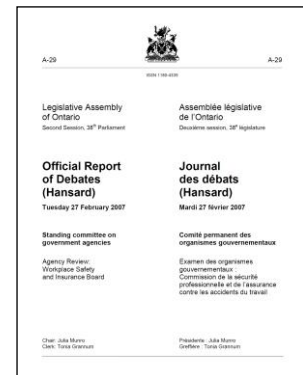 A-29
A-29
ISSN 1180-4335
Legislative Assembly
of Ontario
Second Session, 38th Parliament
Assemblée législative
de l'Ontario
Deuxième session, 38e législature
Official Report
of Debates
(Hansard)
Tuesday 27 February 2007
Journal
des débats
(Hansard)
Mardi 27 février 2007
Standing committee on
government agencies
Agency Review:
Workplace Safety
and Insurance Board
Comité permanent des
organismes gouvernementaux
Examen des organismes
gouvernementaux :
Commission de la sécurité
professionnelle et de l'assurance
contre les accidents du travail
Chair: Julia Munro
Clerk: Tonia Grannum
Présidente : Julia Munro
Greffière : Tonia Grannum